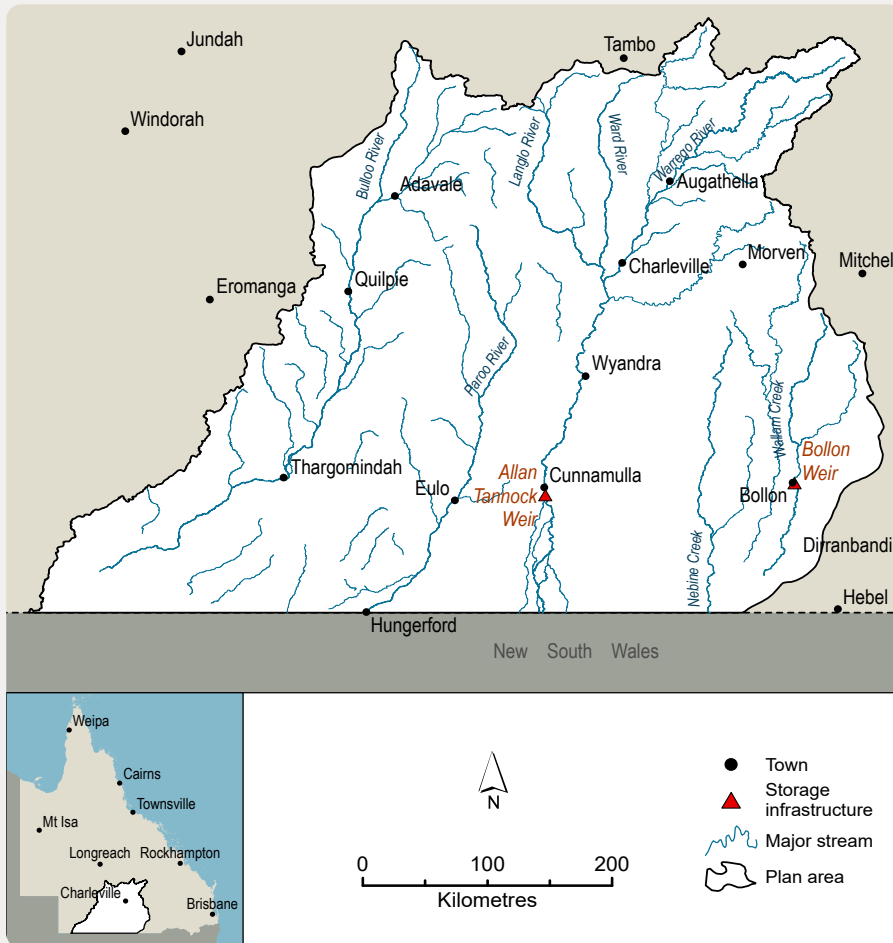 Jundah
Tambo
Windorah
Bulloo River
Langlo River
Ward River
Warrego River
Adavale
Augathella
Charleville
Morven
Mitchel
Eromanga
Quilpie
Paroo River
Wyandra
Wallam Creek
Thargomindah
Eulo
Allan
Tannock
Weir
Cunnamulla
Bollon
Weir
Bollon
Nebine Creek
Dirranbandi
Hebel
Hungerford
New South Wales
Weipa
Cairns
Townsville
Mt Isa
Longreach
Rockhampton
Charleville
Brisbane
N
0 100 200
Kilometres
Town
Storage
infrastructure
Major stream
Plan area